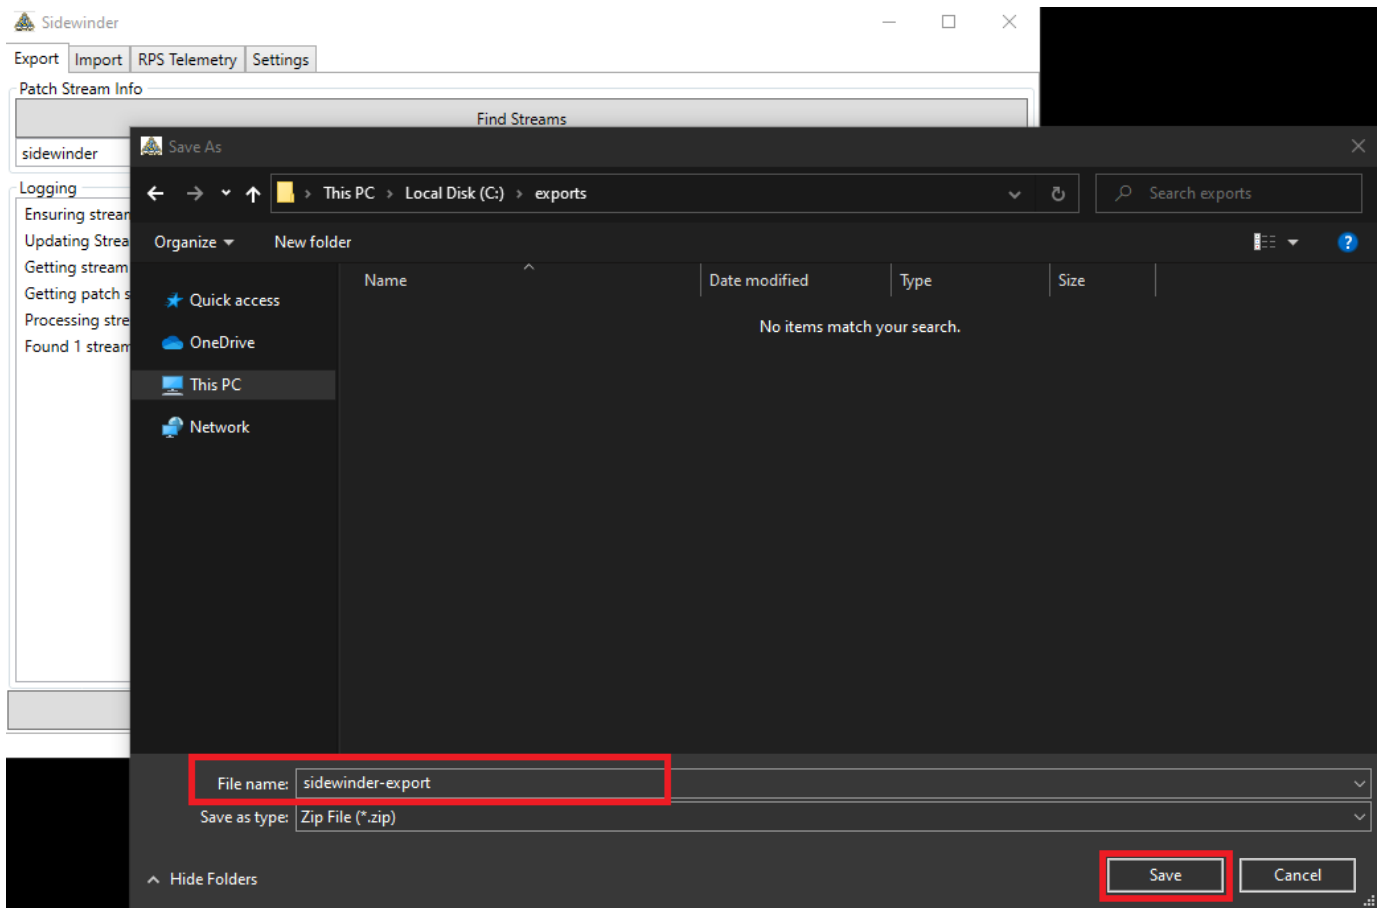 Sidewinder
Export Import RPS Telemetry Settings
Patch Stream Info
Find Streams
sidewinder
Save As
Logging
This PC > Local Disk (C:) > exports
Search exports
Ensuring strean
Updating Strea
Getting stream
Getting patch s
Processing stre
Found 1 stream
Organize New folder
Name Date modified Type Size
Quick access
OneDrive
This PC
Network
No items match your search.
File name: sidewinder-export
Save as type: Zip File (*.zip)
Hide Folders
Save Cancel